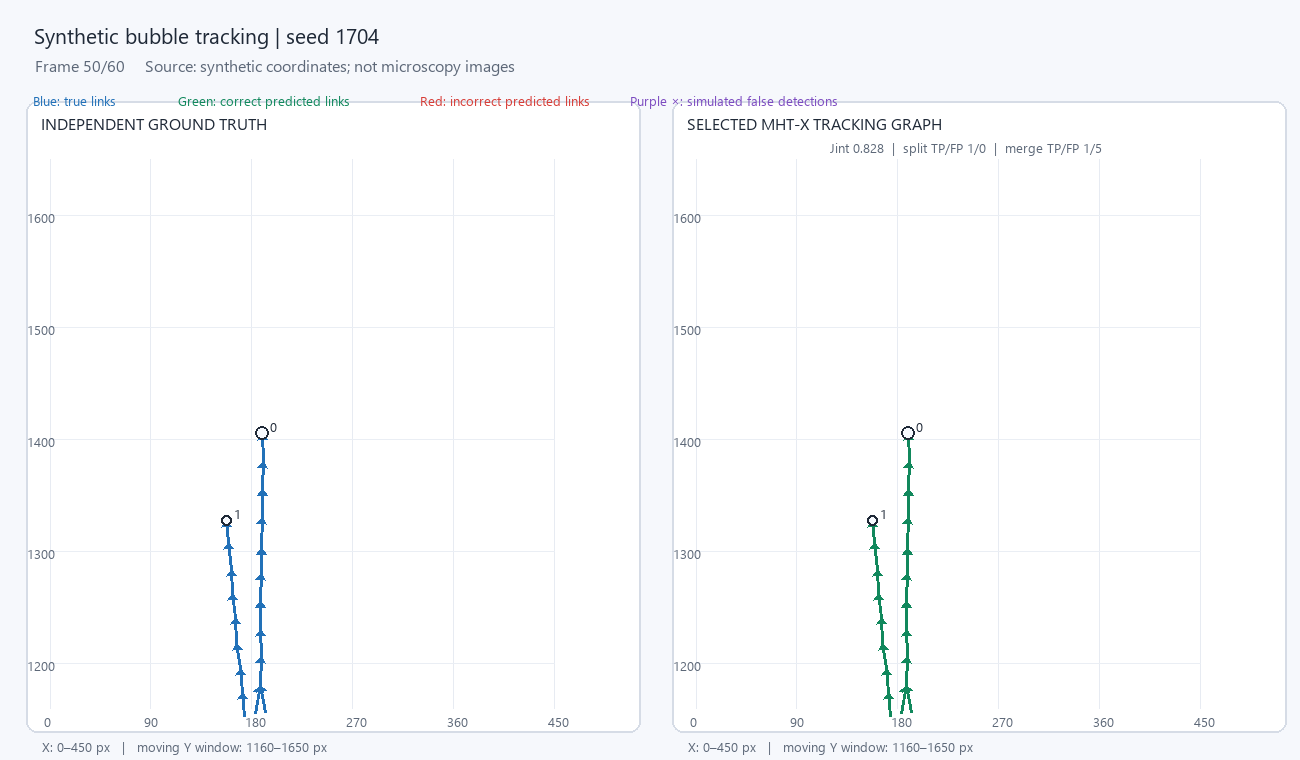 Synthetic bubble tracking | seed 1704
Frame 50/60 Source: synthetic coordinates; not microscopy images
Blue: true links Green: correct predicted links Red: incorrect predicted links Purple ×: simulated false detections
INDEPENDENT GROUND TRUTH
1600
1500
1400
1300
1200
0
1
0 90 180 270 360 450
X: 0–450 px | moving Y window: 1160–1650 px
SELECTED MHT-X TRACKING GRAPH
Jint 0.828 | split TP/FP 1/0 | merge TP/FP 1/5
1600
1500
1400
1300
1200
0
1
0 90 180 270 360 450
X: 0–450 px | moving Y window: 1160–1650 px